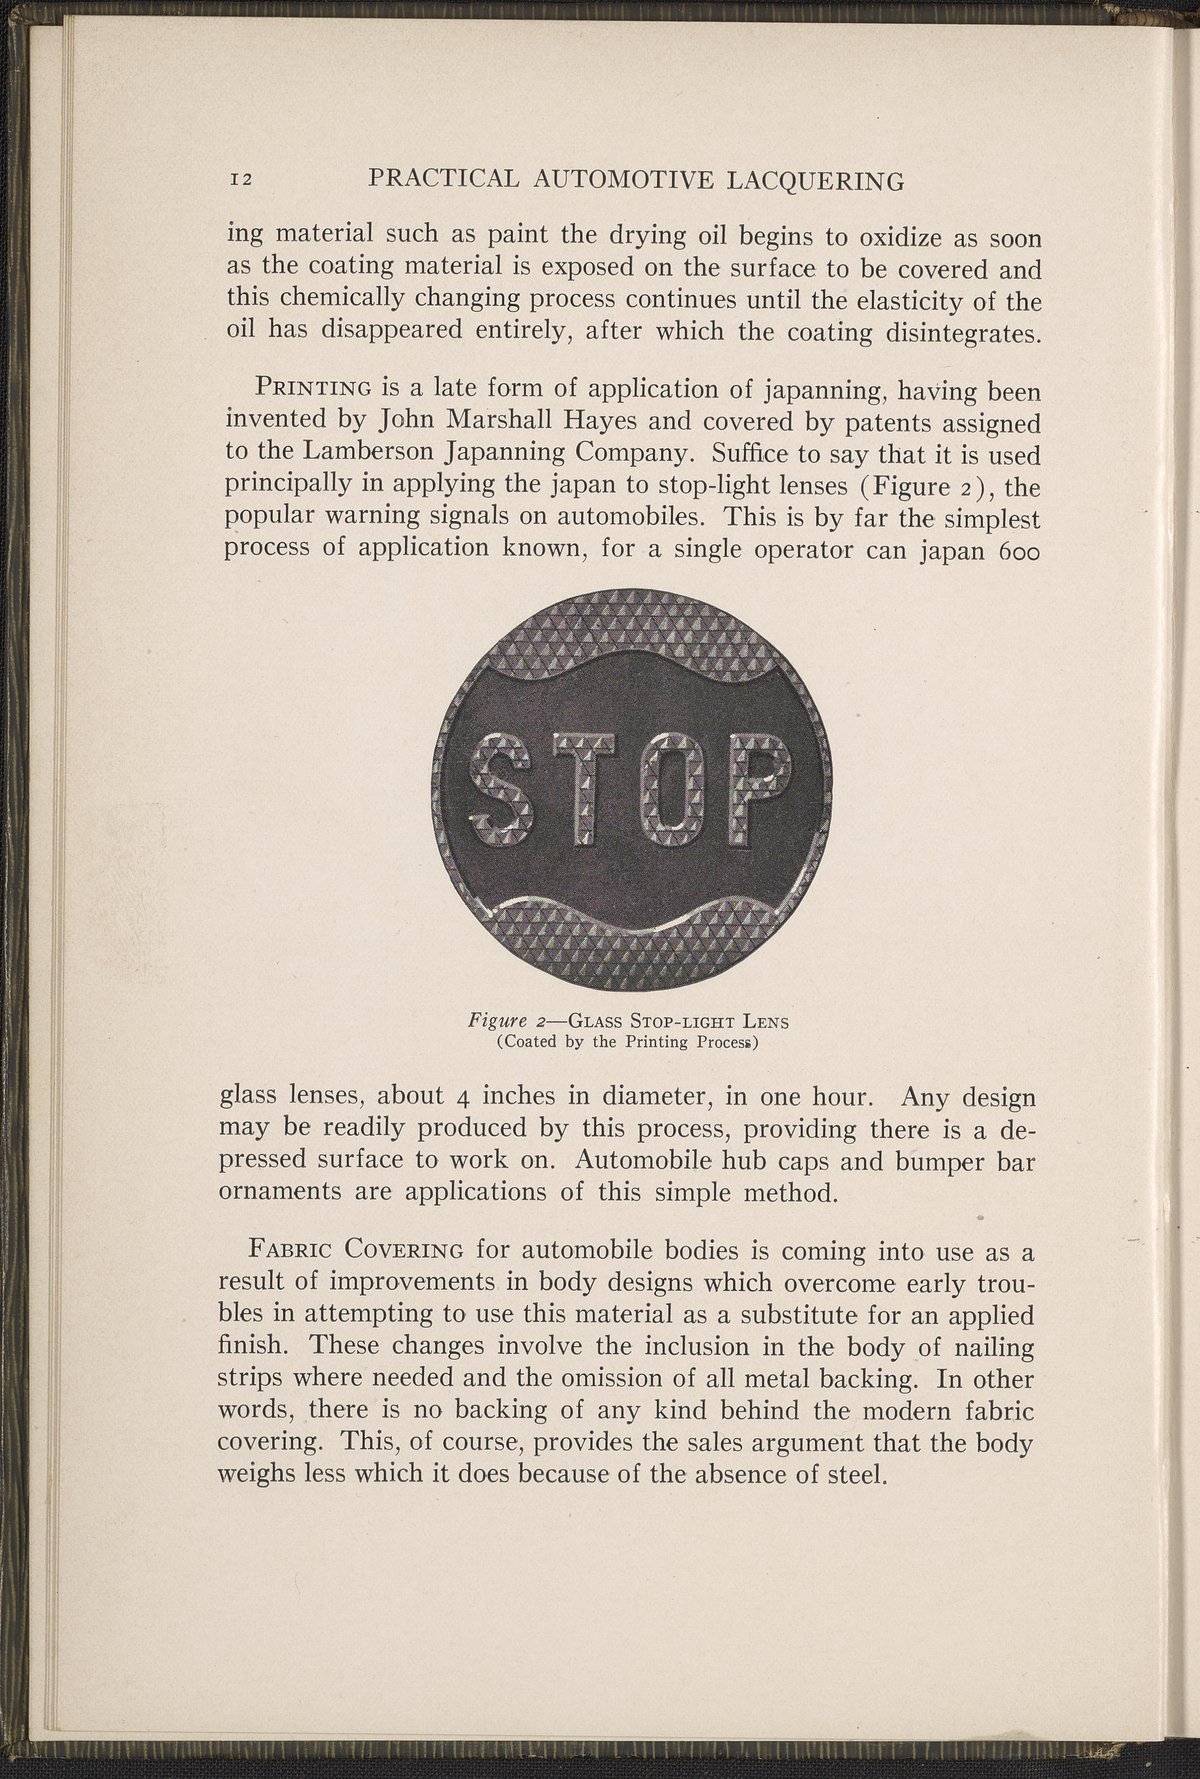 12 PRACTICAL AUTOMOTIVE LACQUERING
ing material such as paint the drying oil begins to oxidize as soon
as the coating material is exposed on the surface to be covered and
this chemically changing process continues until the elasticity of the
oil has disappeared entirely, after which the coating disintegrates.
PRINTING is a late form of application of japanning, having been
invented by John Marshall Hayes and covered by patents assigned
to the Lamberson Japanning Company. Suffice to say that it is used
principally in applying the japan to stop-light lenses (Figure 2), the
popular warning signals on automobiles. This is by far the simplest
process of application known, for a single operator can japan 600
STOP
Figure 2—GLASS STOP-LIGHT LENS
(Coated by the Printing Process)
glass lenses, about 4 inches in diameter, in one hour. Any design
may be readily produced by this process, providing there is a de-
pressed surface to work on. Automobile hub caps and bumper bar
ornaments are applications of this simple method.
FABRIC COVERING for automobile bodies is coming into use as a
result of improvements in body designs which overcome early trou-
bles in attempting to use this material as a substitute for an applied
finish. These changes involve the inclusion in the body of nailing
strips where needed and the omission of all metal backing. In other
words, there is no backing of any kind behind the modern fabric
covering. This, of course, provides the sales argument that the body
weighs less which it does because of the absence of steel.